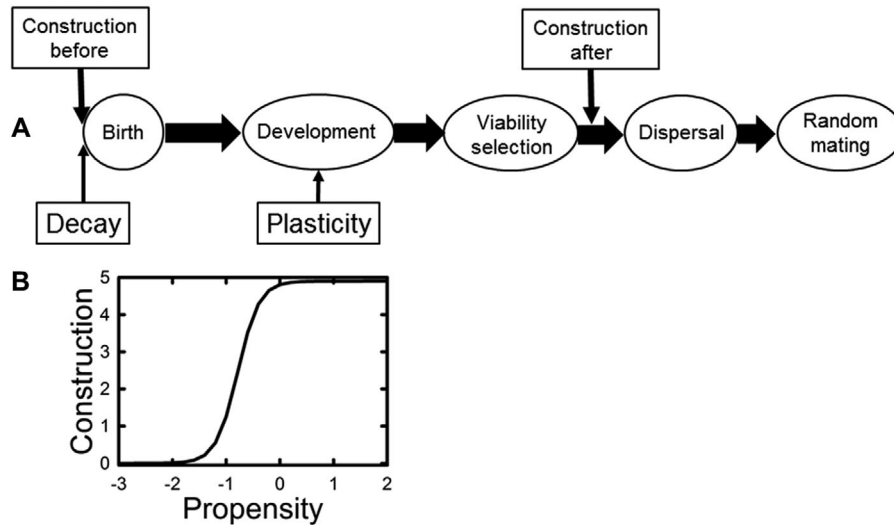 Construction
before
Construction
after
A
Birth
Development
Viability
selection
Dispersal
Random
mating
Decay
Plasticity
B
Construction
5
4
3
2
1
0
-3 -2 -1 0 1 2
Propensity